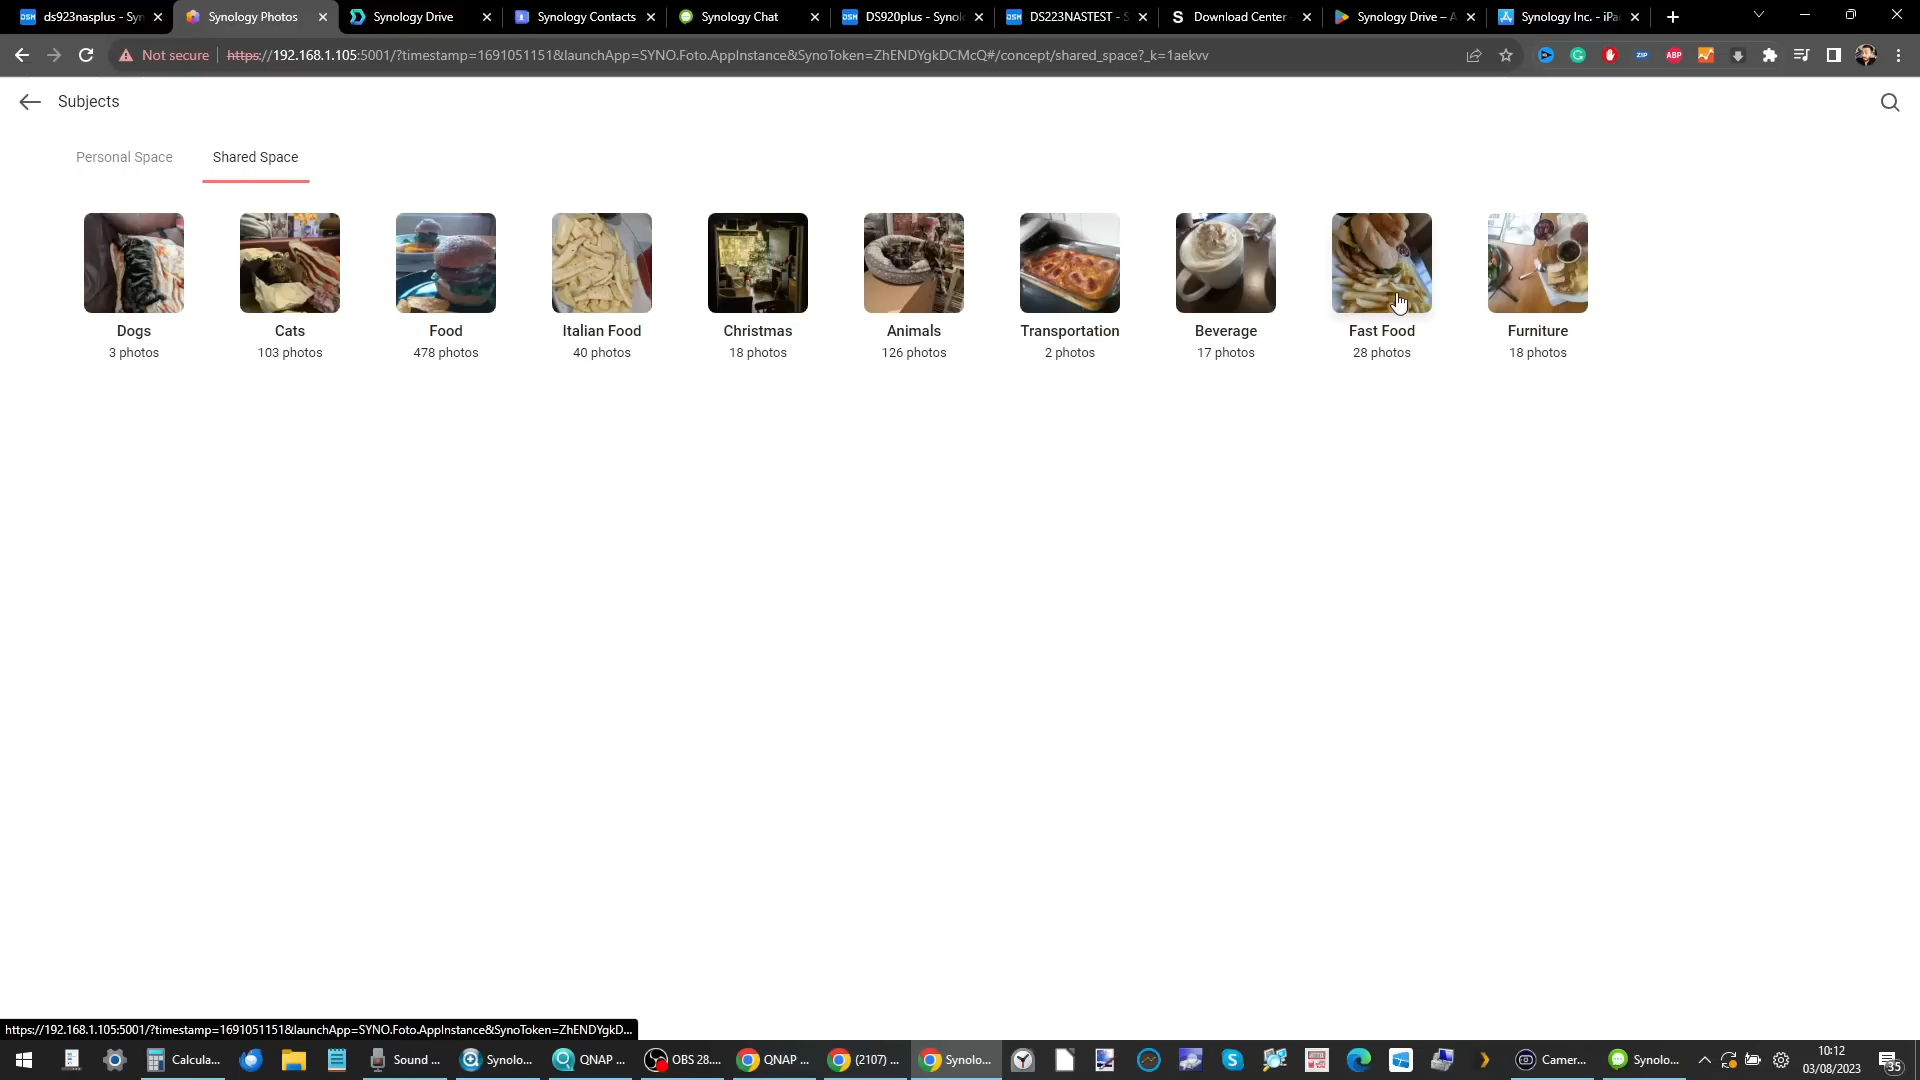 ds923nasplus - Syn
Synology Photos
Synology Drive
Synology Contacts
Synology Chat
DS920plus - Synol
DS223NASTEST - S
Download Center -
Synology Drive – A
Synology Inc. - iPa
Not secure
https://192.168.1.105:5001/?timestamp=1691051151&launchApp=SYNO.Foto.AppInstance&SynoToken=ZhENDYgkDCMcQ#/concept/shared_space?_k=1aekvv
Subjects
Personal Space
Shared Space
Dogs
3 photos
Cats
103 photos
Food
478 photos
Italian Food
40 photos
Christmas
18 photos
Animals
126 photos
Transportation
2 photos
Beverage
17 photos
Fast Food
28 photos
Furniture
18 photos
https://192.168.1.105:5001/?timestamp=1691051151&launchApp=SYNO.Foto.AppInstance&SynoToken=ZhENDYgkD...
Calcula...
Sound ...
Synolo...
QNAP ...
OBS 28....
QNAP ...
(2107) ...
Synolo...
Camer...
Synolo...
10:12
03/08/2023
35